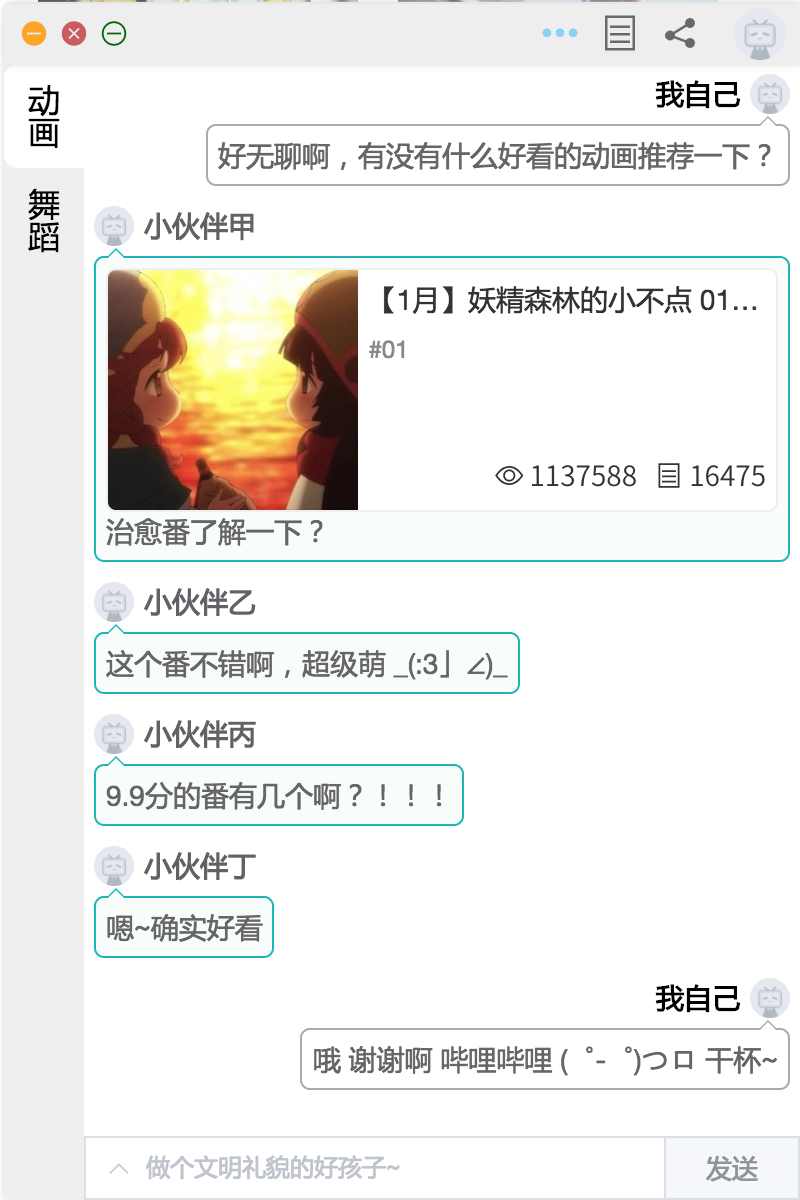 动画
舞蹈
我自己
好无聊啊，有没有什么好看的动画推荐一下？
小伙伴甲
【1月】妖精森林的小不点 01...
#01
1137588 16475
治愈番了解一下？
小伙伴乙
这个番不错啊，超级萌 _(:3」∠)_
小伙伴丙
9.9分的番有几个啊？！！！
小伙伴丁
嗯~确实好看
我自己
哦 谢谢啊 哔哩哔哩 (゜-゜)つロ 干杯~
做个文明礼貌的好孩子~
发送